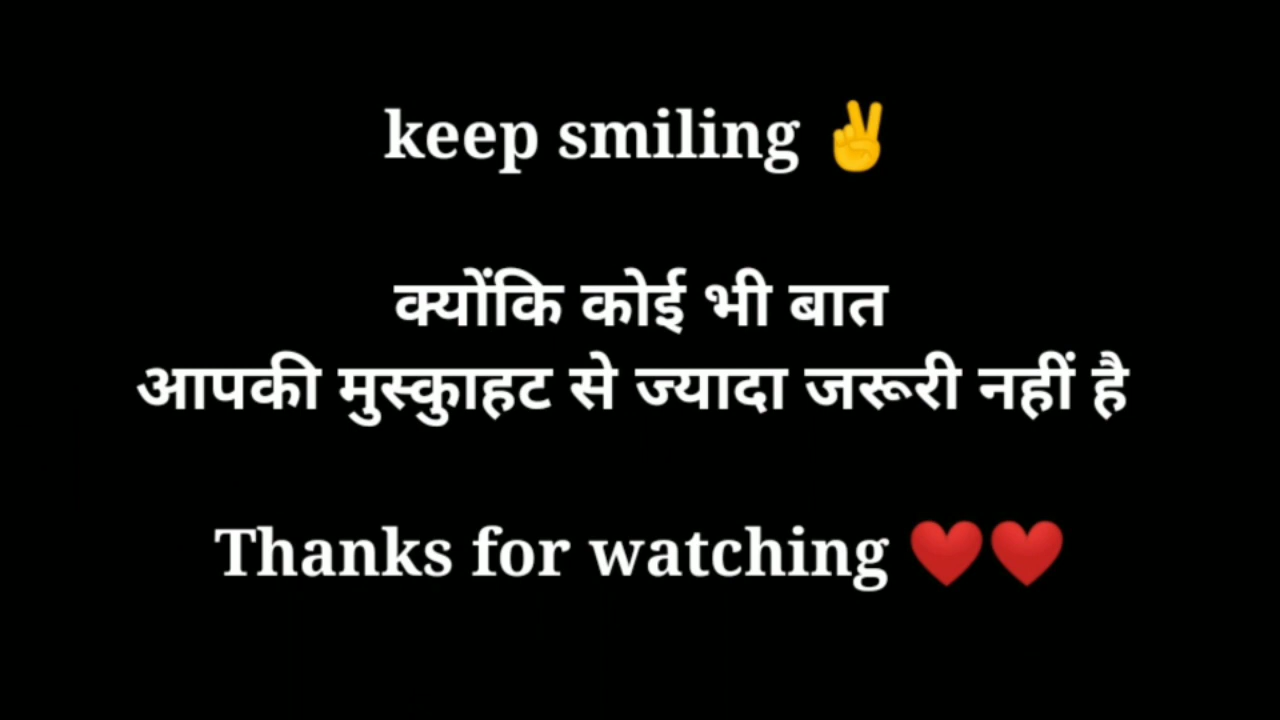 keep smiling ✌️
क्योंकि कोई भी बात
आपकी मुस्कुाहट से ज्यादा जरूरी नहीं है
Thanks for watching ❤️❤️